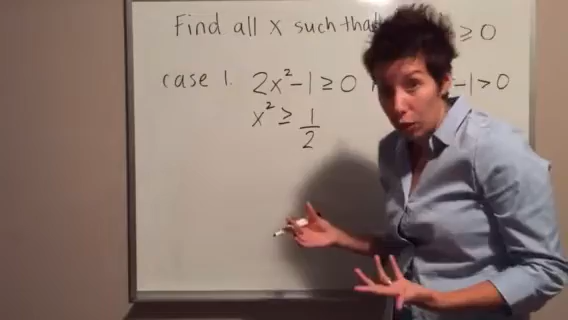 Find all x such that ≥ 0
case 1. 2x² - 1 ≥ 0 - 1 > 0
x² ≥ 1/2